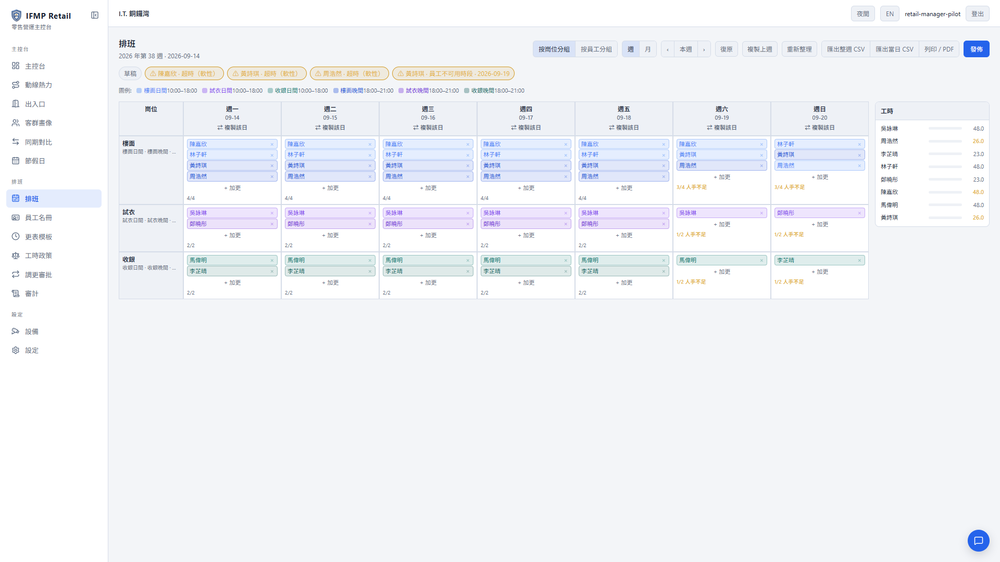 IFMP Retail
零售營運主控台
主控台
主控台
動線熱力
出入口
客群畫像
同期對比
節假日
排班
排班
員工名冊
更表模板
工時政策
調更審批
審計
設定
設備
設定
I.T. 銅鑼灣
夜間 EN retail-manager-pilot 登出
排班
2026 年第 38 週 · 2026-09-14
按崗位分組 按員工分組 週 月 ‹ 本週 › 復原 複製上週 重新整理 匯出整週 CSV 匯出當日 CSV 列印 / PDF 發佈
草稿 陳嘉欣 · 超時（軟性） 黃詩琪 · 超時（軟性） 周浩然 · 超時（軟性） 黃詩琪 · 員工不可用時段 · 2026-09-19
圖例: 樓面日間10:00–18:00 試衣日間10:00–18:00 收銀日間10:00–18:00 樓面晚間18:00–21:00 試衣晚間18:00–21:00 收銀晚間18:00–21:00
崗位 週一 週二 週三 週四 週五 週六 週日
09-14 09-15 09-16 09-17 09-18 09-19 09-20
⇄ 複製該日 ⇄ 複製該日 ⇄ 複製該日 ⇄ 複製該日 ⇄ 複製該日 ⇄ 複製該日 ⇄ 複製該日
樓面
樓面日間 · 樓面晚間 · ...
陳嘉欣 × 陳嘉欣 × 陳嘉欣 × 陳嘉欣 × 陳嘉欣 × 陳嘉欣 × 林子軒 ×
林子軒 × 林子軒 × 林子軒 × 林子軒 × 林子軒 × 黃詩琪 × 黃詩琪 ×
黃詩琪 × 黃詩琪 × 黃詩琪 × 黃詩琪 × 黃詩琪 × 周浩然 × 周浩然 ×
周浩然 × 周浩然 × 周浩然 × 周浩然 × 周浩然 × + 加更 + 加更
+ 加更 + 加更 + 加更 + 加更 + 加更 3/4 人手不足 3/4 人手不足
4/4 4/4 4/4 4/4 4/4
試衣
試衣日間 · 試衣晚間 · ...
吳詠琳 × 吳詠琳 × 吳詠琳 × 吳詠琳 × 吳詠琳 × 吳詠琳 × 鄭曉彤 ×
鄭曉彤 × 鄭曉彤 × 鄭曉彤 × 鄭曉彤 × 鄭曉彤 × + 加更 + 加更
+ 加更 + 加更 + 加更 + 加更 + 加更 1/2 人手不足 1/2 人手不足
2/2 2/2 2/2 2/2 2/2
收銀
收銀日間 · 收銀晚間 · ...
馬偉明 × 馬偉明 × 馬偉明 × 馬偉明 × 馬偉明 × 馬偉明 × 李芷晴 ×
李芷晴 × 李芷晴 × 李芷晴 × 李芷晴 × 李芷晴 × + 加更 + 加更
+ 加更 + 加更 + 加更 + 加更 + 加更 1/2 人手不足 1/2 人手不足
2/2 2/2 2/2 2/2 2/2
工時
吳詠琳 48.0
周浩然 26.0
李芷晴 23.0
林子軒 48.0
鄭曉彤 23.0
陳嘉欣 48.0
馬偉明 48.0
黃詩琪 26.0